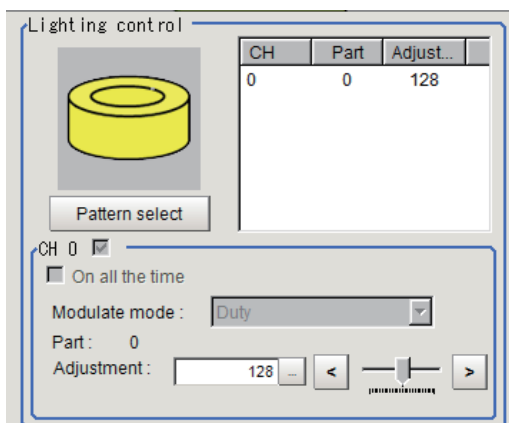 Lighting control
CH Part Adjust...
0 0 128
Pattern select
CH 0
On all the time
Modulate mode : Duty
Part : 0
Adjustment : 128 ... < >